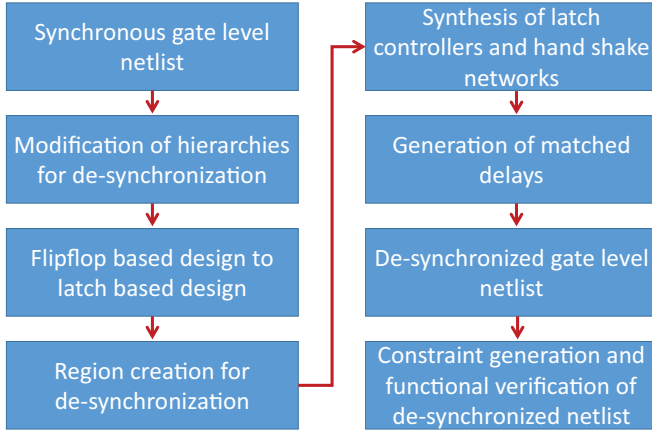 Synchronous gate level
netlist
Modification of hierarchies
for de-synchronization
Flipflop based design to
latch based design
Region creation for
de-synchronization
Synthesis of latch
controllers and hand shake
networks
Generation of matched
delays
De-synchronized gate level
netlist
Constraint generation and
functional verification of
de-synchronized netlist